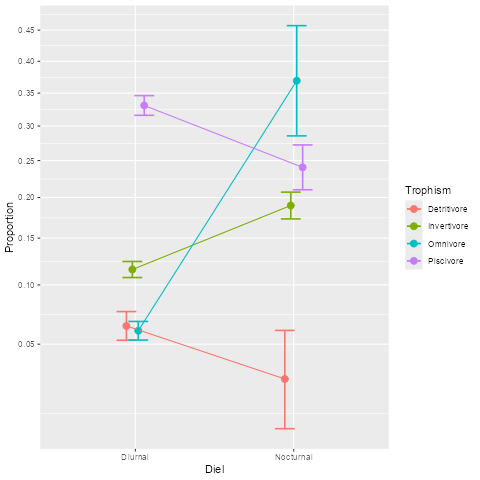 0.45
0.40
0.35
0.30
0.25
0.20
0.15
0.10
0.05
Proportion
Diurnal
Nocturnal
Diel
Trophism
Detritivore
Invertivore
Omnivore
Piscivore